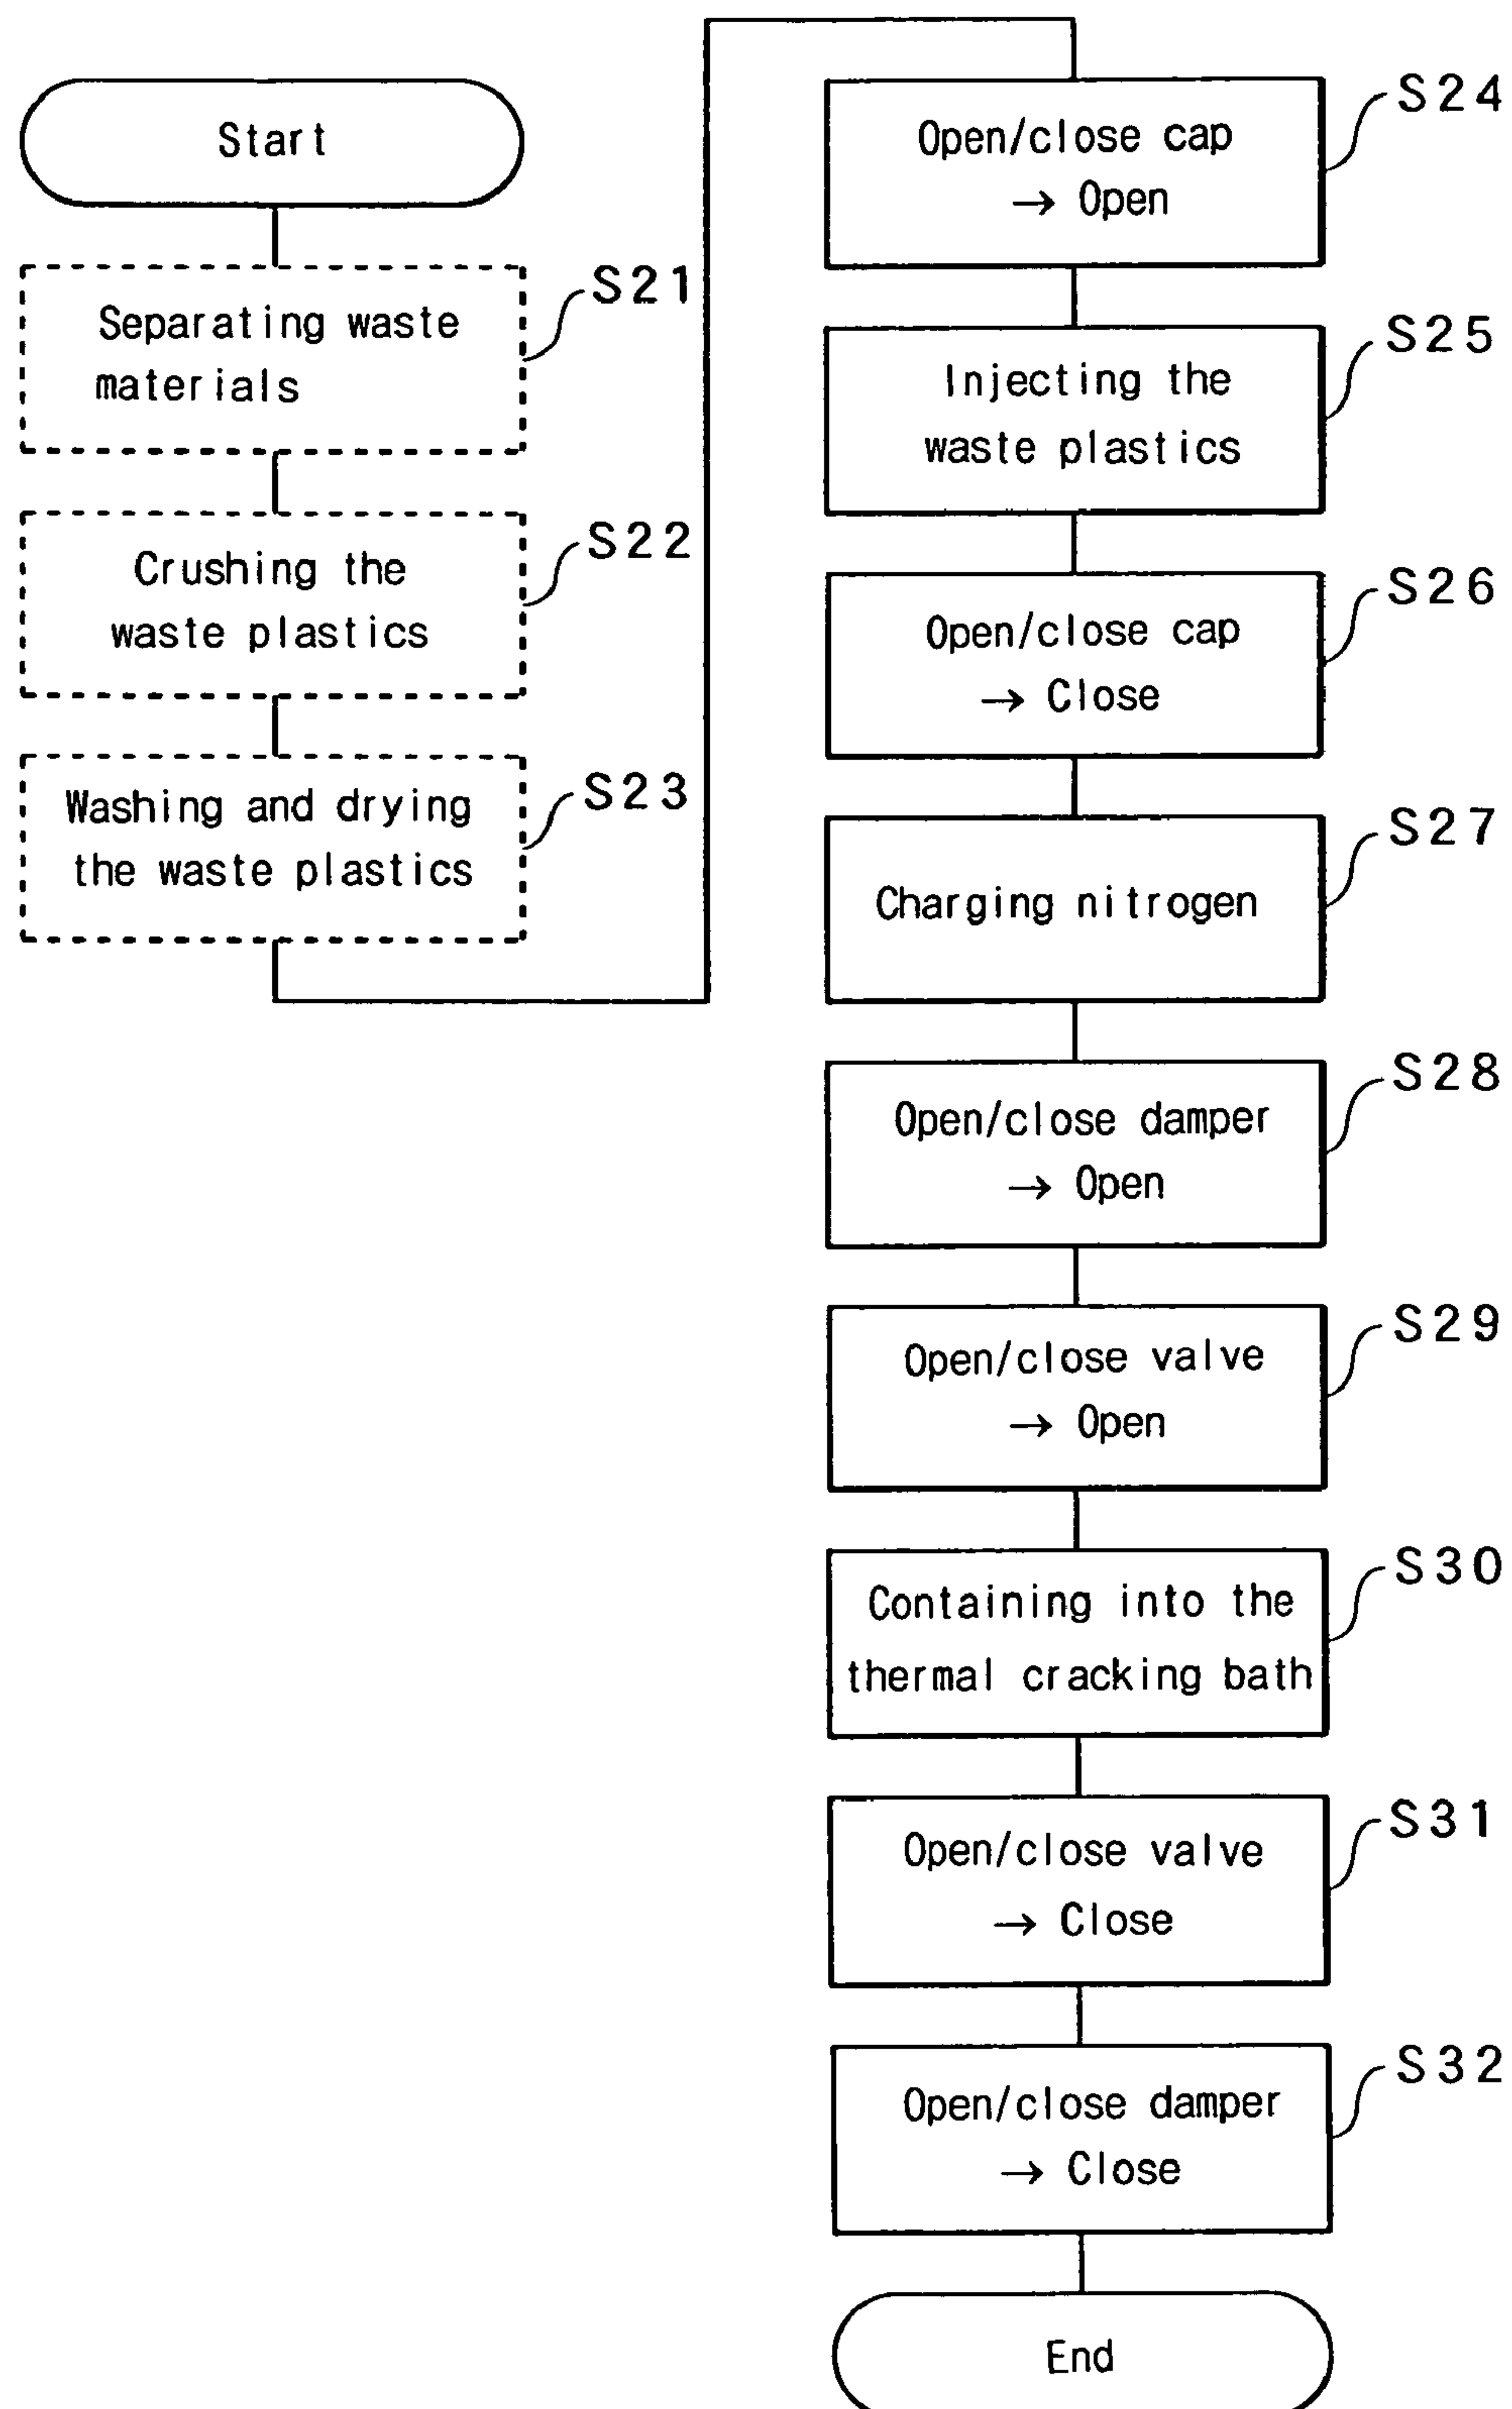 Start
Separating waste
materials
S21
Crushing the
waste plastics
S22
Washing and drying
the waste plastics
S23
Open/close cap
→ Open
S24
Injecting the
waste plastics
S25
Open/close cap
→ Close
S26
Charging nitrogen
S27
Open/close damper
→ Open
S28
Open/close valve
→ Open
S29
Containing into the
thermal cracking bath
S30
Open/close valve
→ Close
S31
Open/close damper
→ Close
S32
End